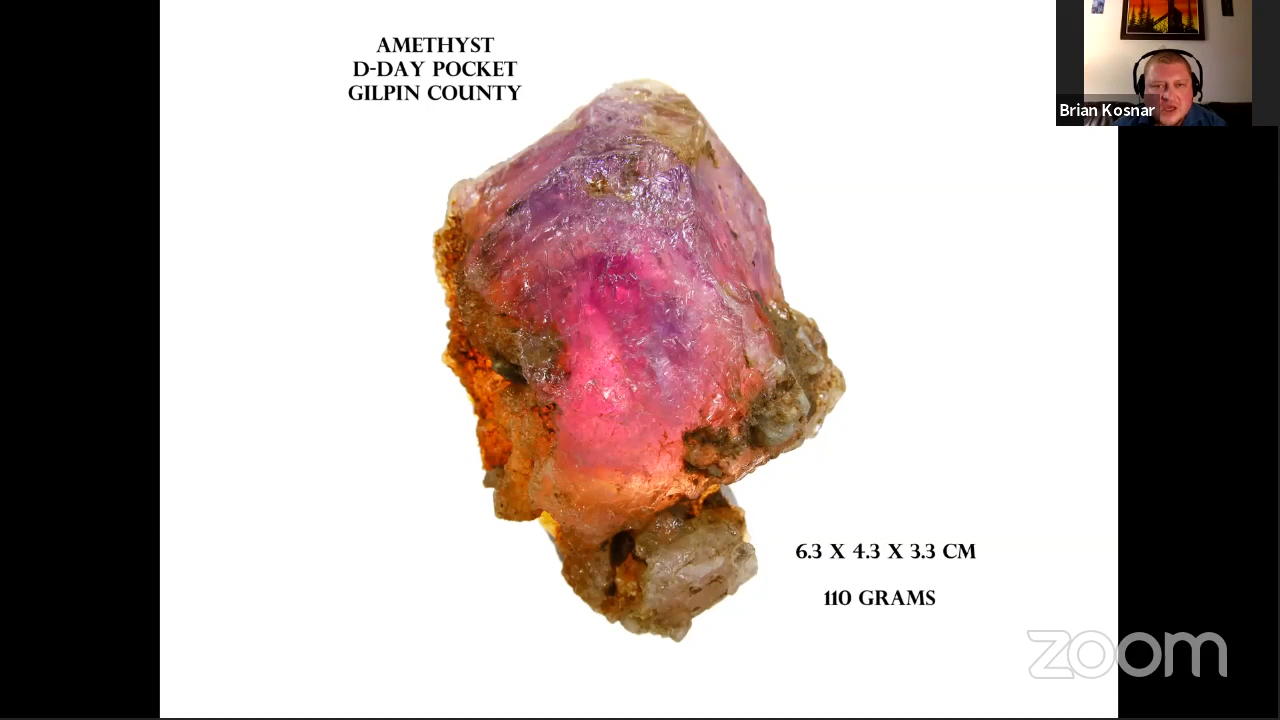 AMETHYST
D-DAY POCKET
GILPIN COUNTY
Brian Kosnar
6.3 X 4.3 X 3.3 CM
110 GRAMS
zoom